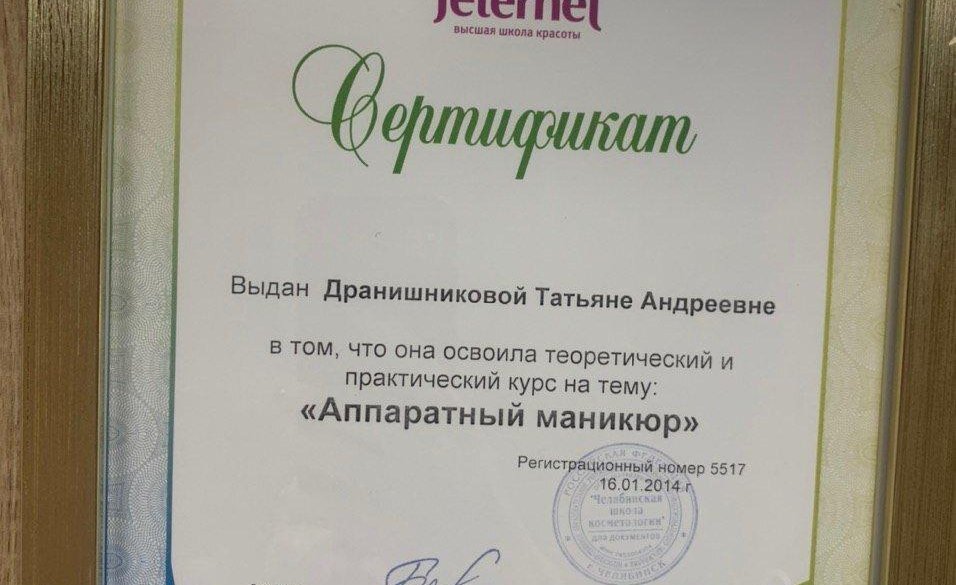 Jeternel
высшая школа красоты
Сертификат
Выдан Дранишниковой Татьяне Андреевне
в том, что она освоила теоретический и
практический курс на тему:
«Аппаратный маникюр»
Регистрационный номер 5517
16.01.2014 г
"Челябинская
школа
косметологии"
для документов
г. Челябинск